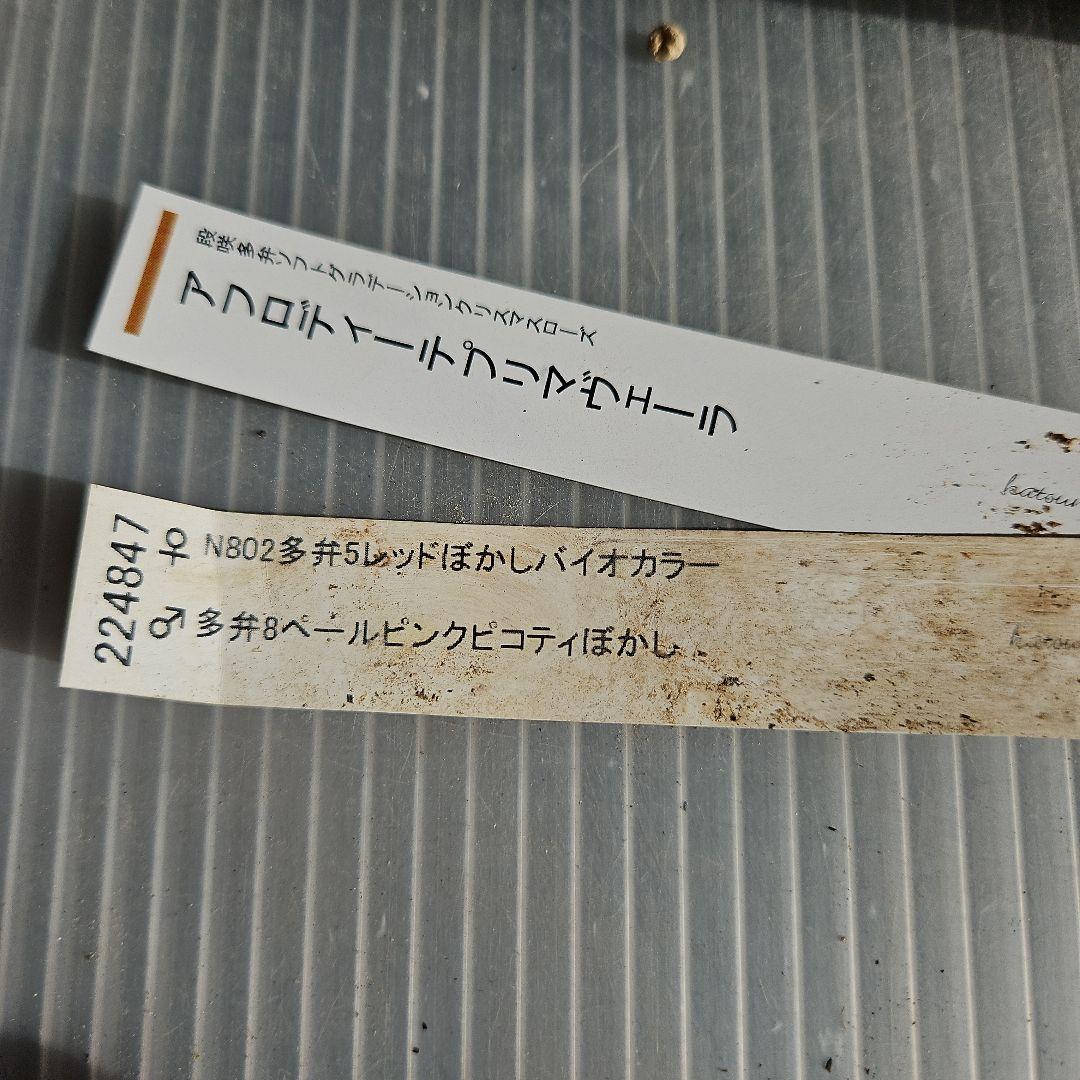 段咲多弁ソフトグラデーションクリスマスローズ
アフロディーテプリマヴェーラ
katour
224847
♀ N802多弁5レッドぼかしバイオカラー
♂ 多弁8ペールピンクピコティぼかし